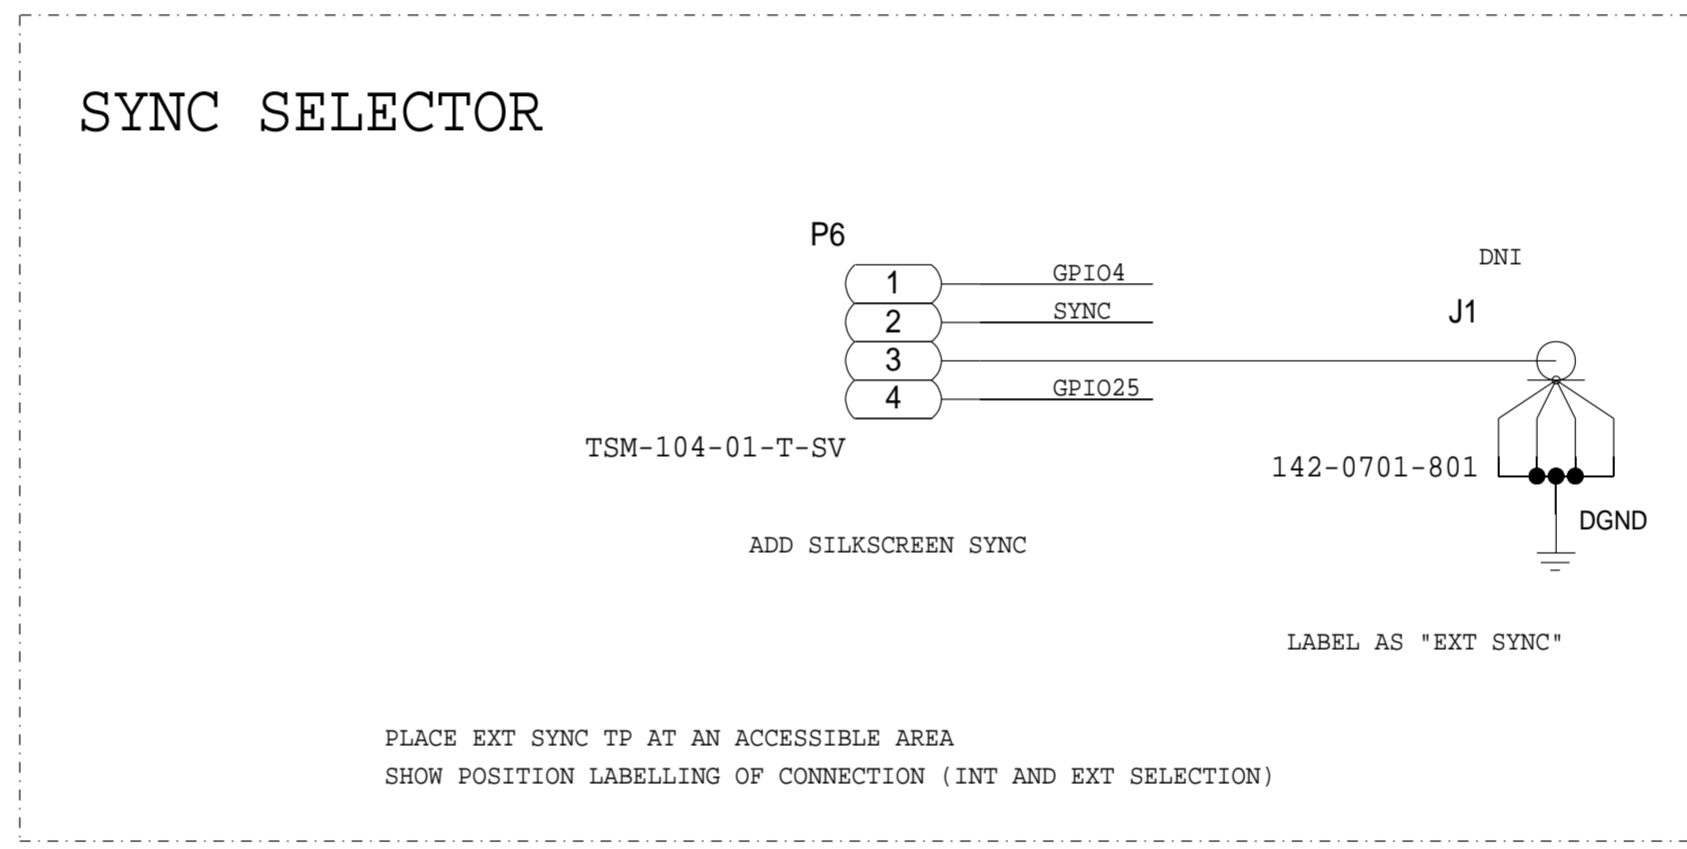 SYNC SELECTOR
P6
1
GPIO4
2
SYNC
3
4
GPIO25
TSM-104-01-T-SV
DNI
J1
142-0701-801
DGND
ADD SILKSCREEN SYNC
LABEL AS "EXT SYNC"
PLACE EXT SYNC TP AT AN ACCESSIBLE AREA
SHOW POSITION LABELLING OF CONNECTION (INT AND EXT SELECTION)